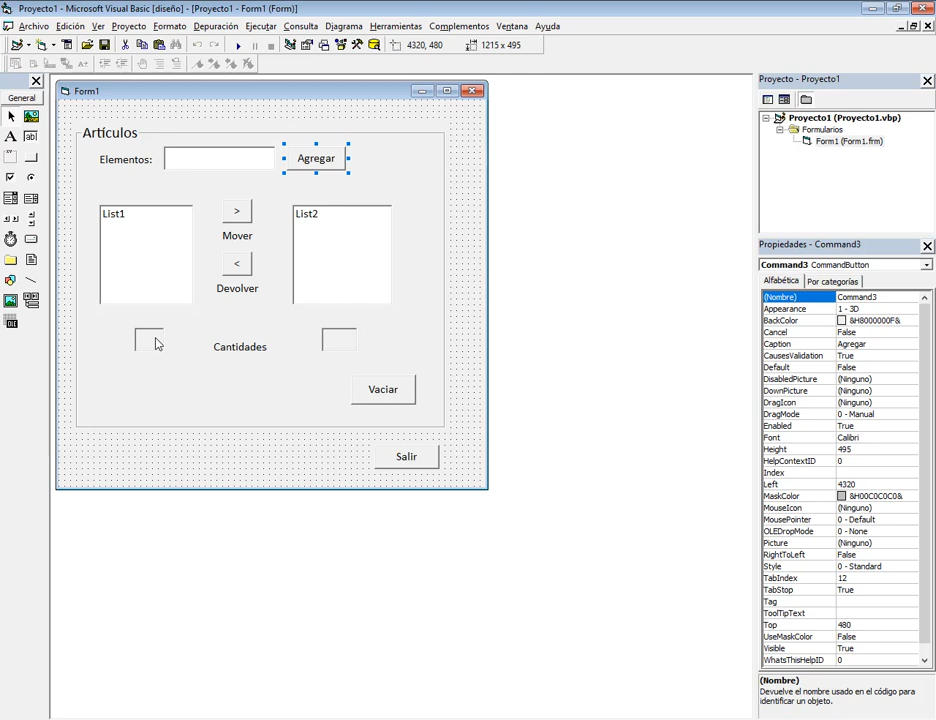 Proyecto1 - Microsoft Visual Basic [diseño] - [Proyecto1 - Form1 (Form)]
Archivo Edición Ver Proyecto Formato Depuración Ejecutar Consulta Diagrama Herramientas Complementos Ventana Ayuda
4320, 480 1215 x 495
General
A
ab|
OLE
Form1
Artículos
Elementos:
Agregar
List1
>
List2
Mover
<
Devolver
Cantidades
Vaciar
Salir
Proyecto - Proyecto1
Proyecto1 (Proyecto1.vbp)
Formularios
Form1 (Form1.frm)
Propiedades - Command3
Command3 CommandButton
Alfabética Por categorías
(Nombre) Command3
Appearance 1 - 3D
BackColor &H8000000F&
Cancel False
Caption Agregar
CausesValidation True
Default False
DisabledPicture (Ninguno)
DownPicture (Ninguno)
DragIcon (Ninguno)
DragMode 0 - Manual
Enabled True
Font Calibri
Height 495
HelpContextID 0
Index
Left 4320
MaskColor &H00C0C0C0&
MouseIcon (Ninguno)
MousePointer 0 - Default
OLEDropMode 0 - None
Picture (Ninguno)
RightToLeft False
Style 0 - Standard
TabIndex 12
TabStop True
Tag
ToolTipText
Top 480
UseMaskColor False
Visible True
WhatsThisHelpID 0
(Nombre)
Devuelve el nombre usado en el código para
identificar un objeto.